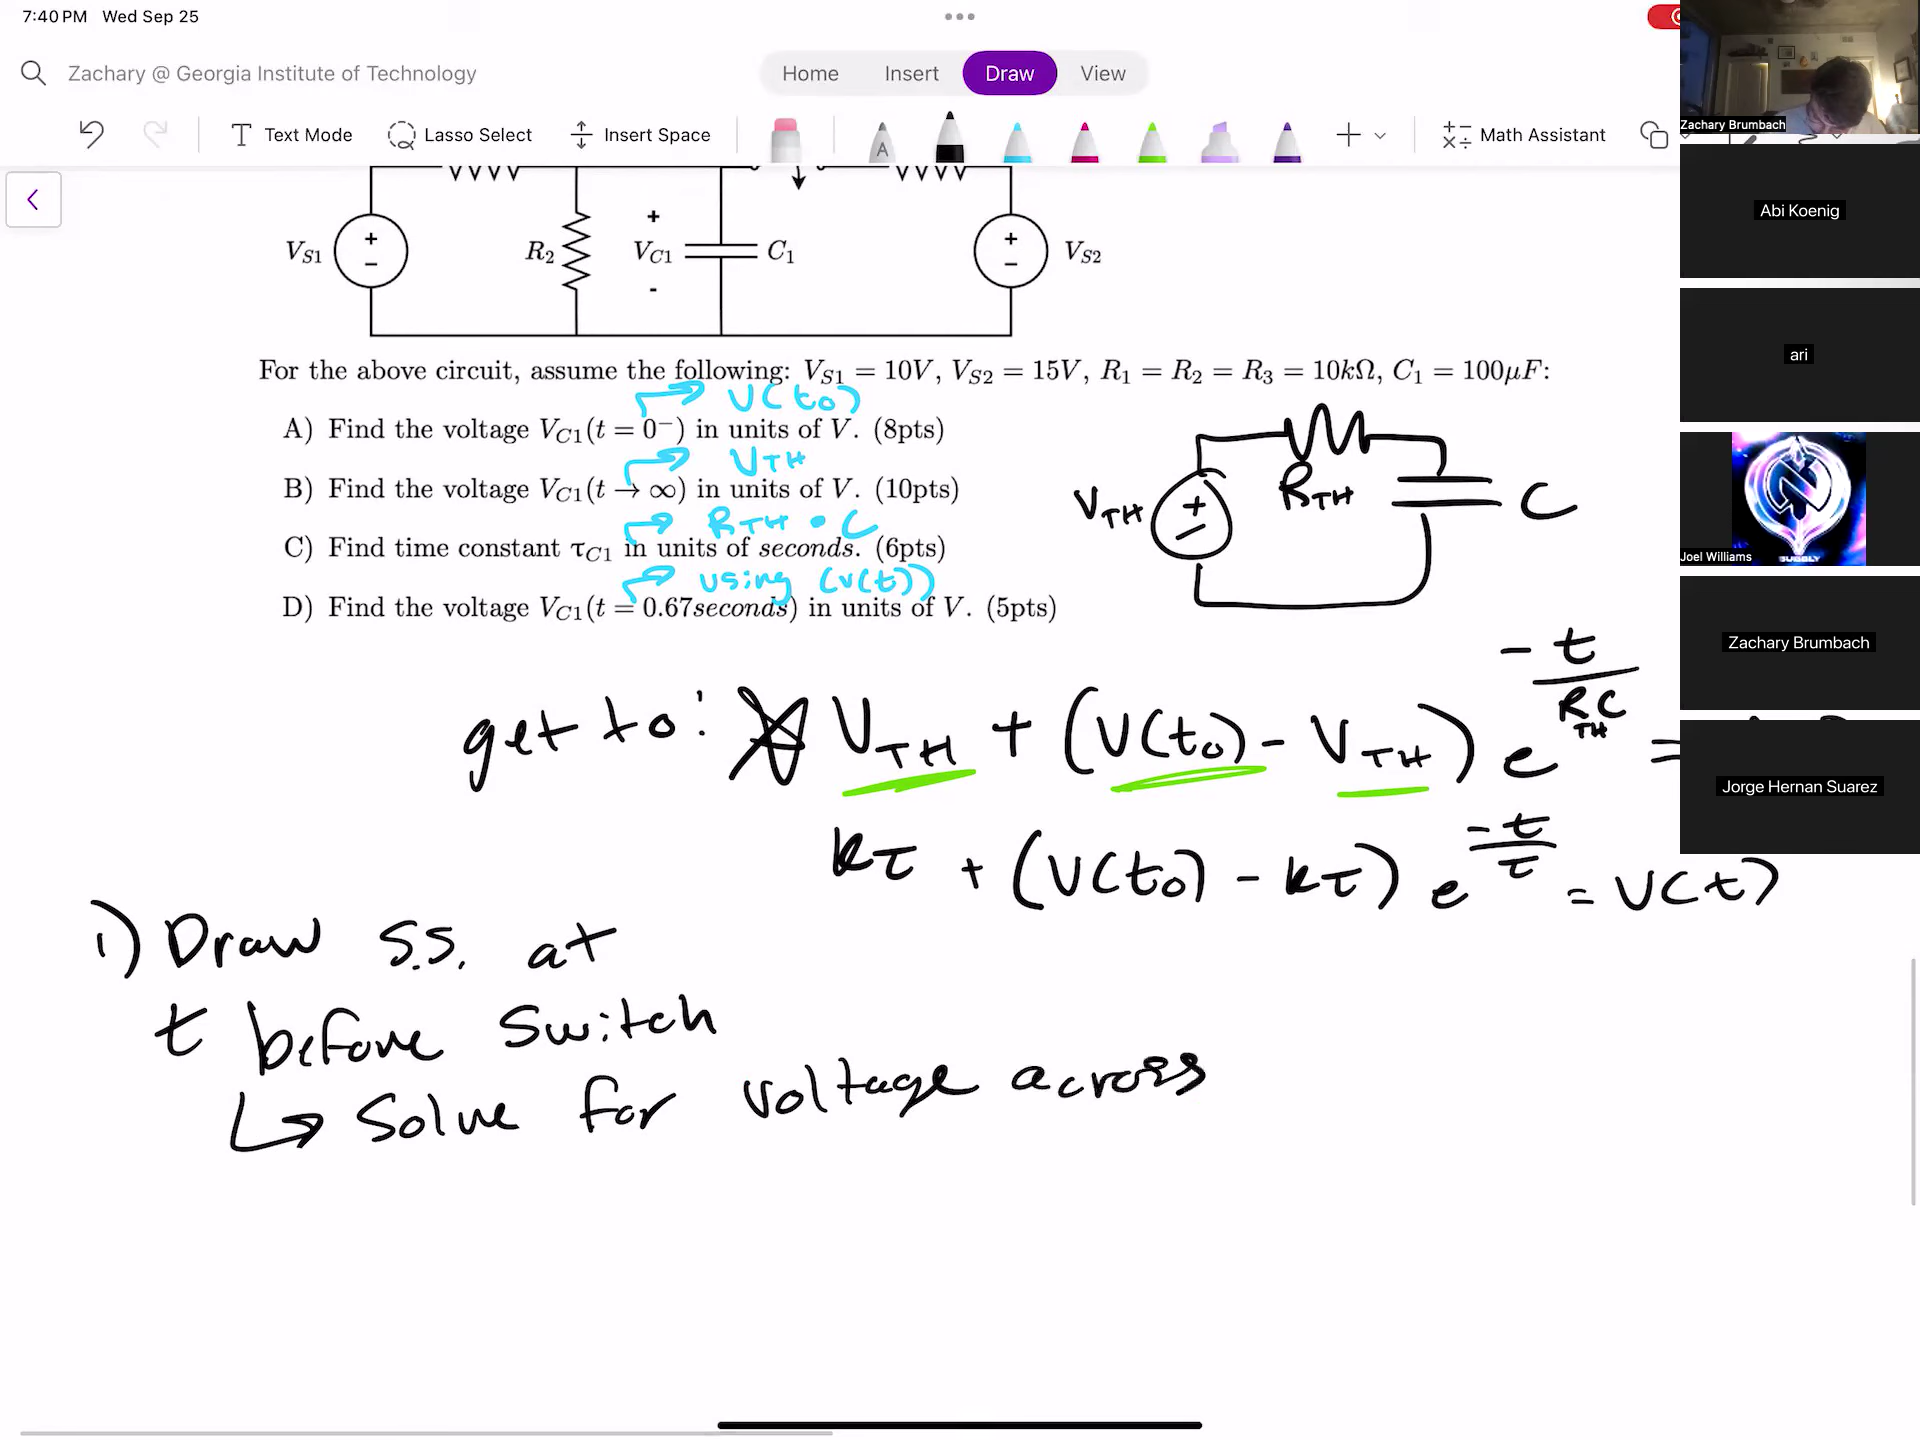 7:40 PM Wed Sep 25
Zachary @ Georgia Institute of Technology
Home Insert Draw View
Text Mode Lasso Select Insert Space A Math Assistant
Zachary Brumbach
Abi Koenig
ari
Joel Williams
Zachary Brumbach
Jorge Hernan Suarez
V_S1 + − R_2 + V_C1 - C_1 + − V_S2
For the above circuit, assume the following: V_S1 = 10V, V_S2 = 15V, R_1 = R_2 = R_3 = 10kΩ, C_1 = 100μF:
→ V(t_0)
A) Find the voltage V_C1(t = 0⁻) in units of V. (8pts)
→ V_TH
B) Find the voltage V_C1(t → ∞) in units of V. (10pts)
→ R_TH • C
C) Find time constant τ_C1 in units of seconds. (6pts)
→ using (V(t))
D) Find the voltage V_C1(t = 0.67seconds) in units of V. (5pts)
V_TH + − R_TH C
get to: ☆ V_TH + (V(t_0) - V_TH) e^(-t/(R_TH C)) =
kτ + (V(t_0) - kτ) e^(-t/τ) = V(t)
1) Draw S.S. at
t before switch
↳ Solve for voltage across